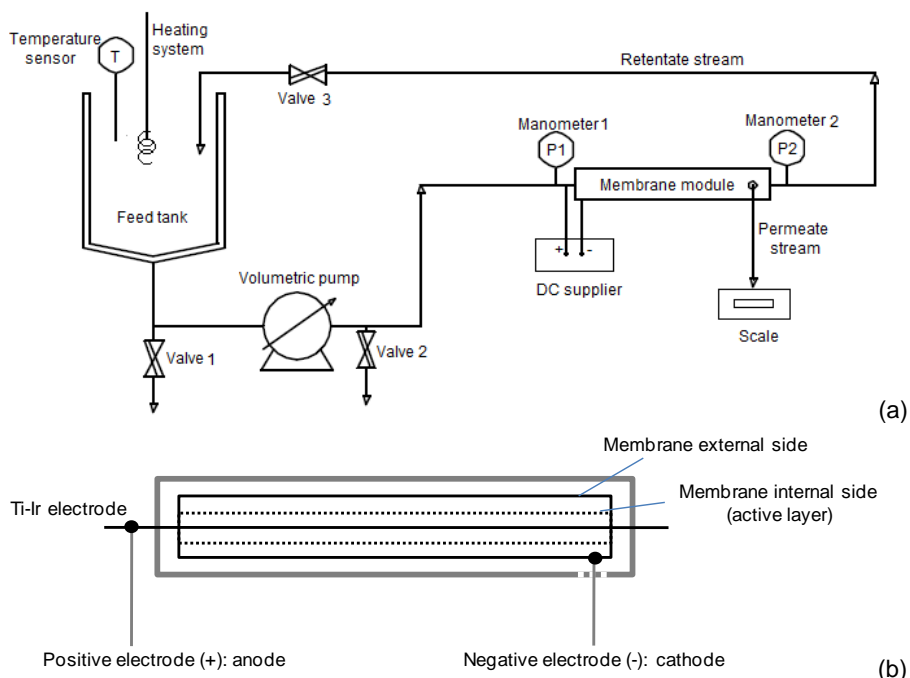 Temperature
sensor
T
Heating
system
Valve 3
Retentate stream
Manometer 1
P1
Manometer 2
P2
Membrane module
Feed tank
Permeate
stream
+ -
DC supplier
Volumetric pump
Scale
Valve 1
Valve 2
(a)
Membrane external side
Ti-Ir electrode
Membrane internal side
(active layer)
Positive electrode (+): anode
Negative electrode (-): cathode
(b)